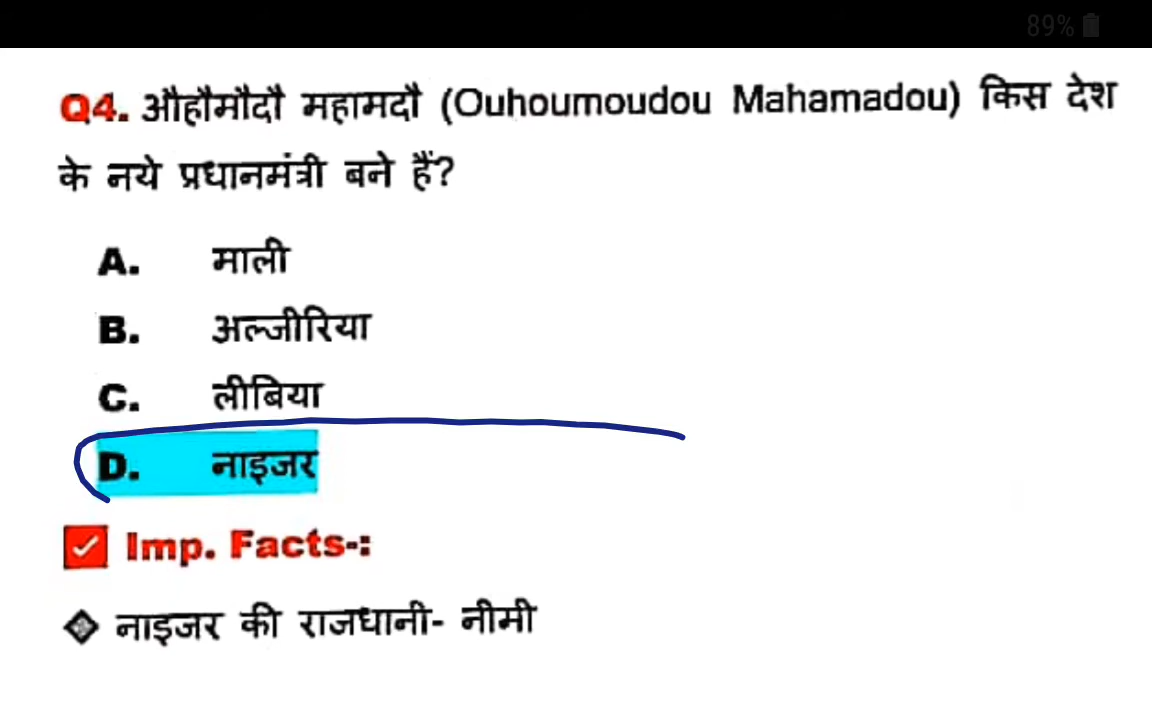 89%
Q4. औहौमौदौ महामदौ (Ouhoumoudou Mahamadou) किस देश
के नये प्रधानमंत्री बने हैं?
A. माली
B. अल्जीरिया
C. लीबिया
D. नाइजर
Imp. Facts-:
नाइजर की राजधानी- नीमी